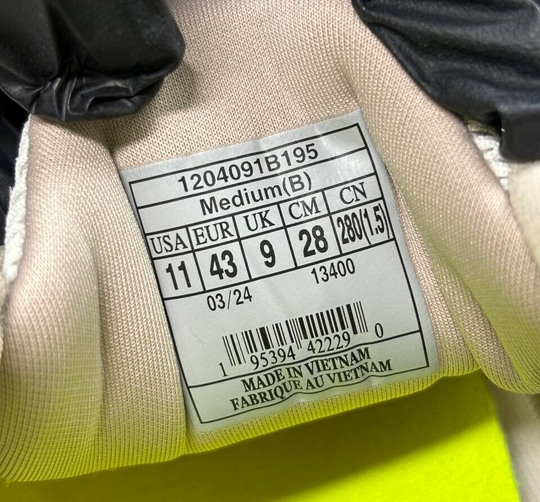 1204091B195
Medium(B)
USA EUR UK CM CN
11 43 9 28 280(1.5)
03/24 13400
1 95394 42229 0
MADE IN VIETNAM
FABRIQUE AU VIETNAM